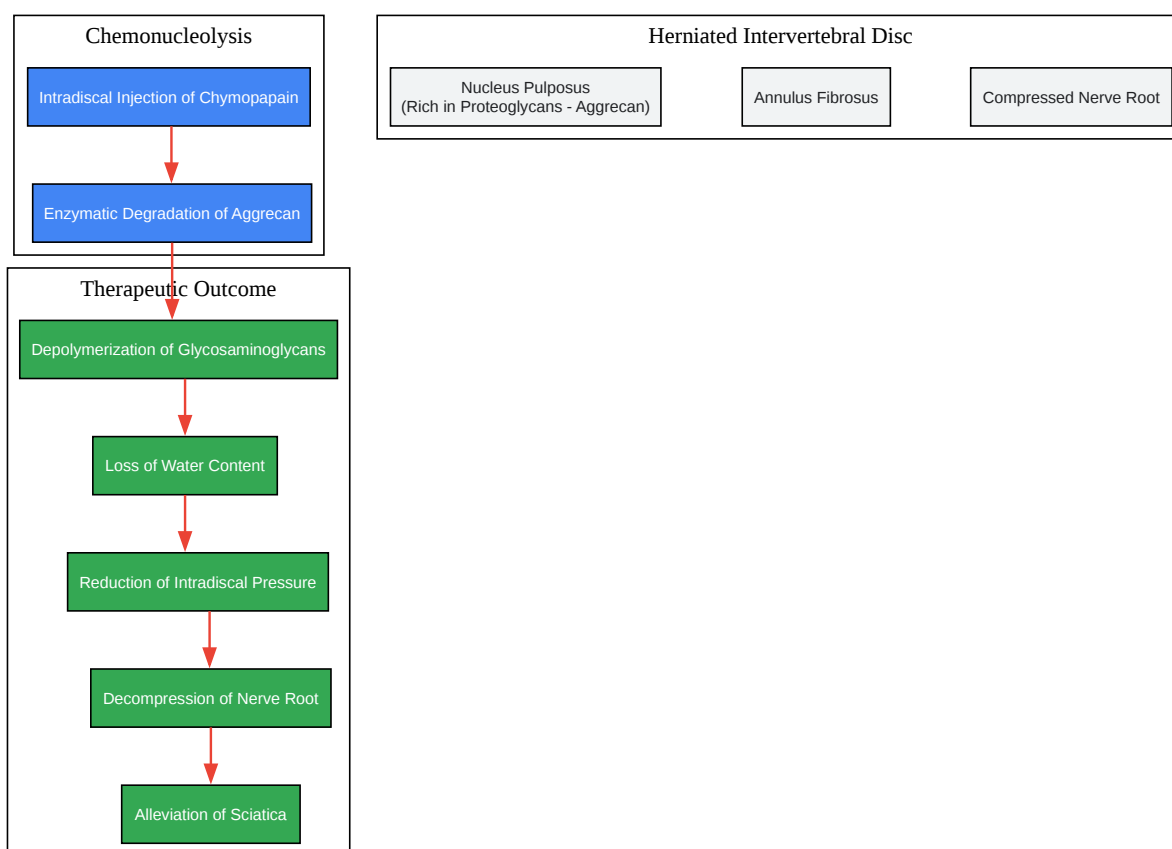 Chemonucleolysis
Intradiscal Injection of Chymopapain
Enzymatic Degradation of Aggrecan
Herniated Intervertebral Disc
Nucleus Pulposus
(Rich in Proteoglycans - Aggrecan)
Annulus Fibrosus
Compressed Nerve Root
Therapeutic Outcome
Depolymerization of Glycosaminoglycans
Loss of Water Content
Reduction of Intradiscal Pressure
Decompression of Nerve Root
Alleviation of Sciatica